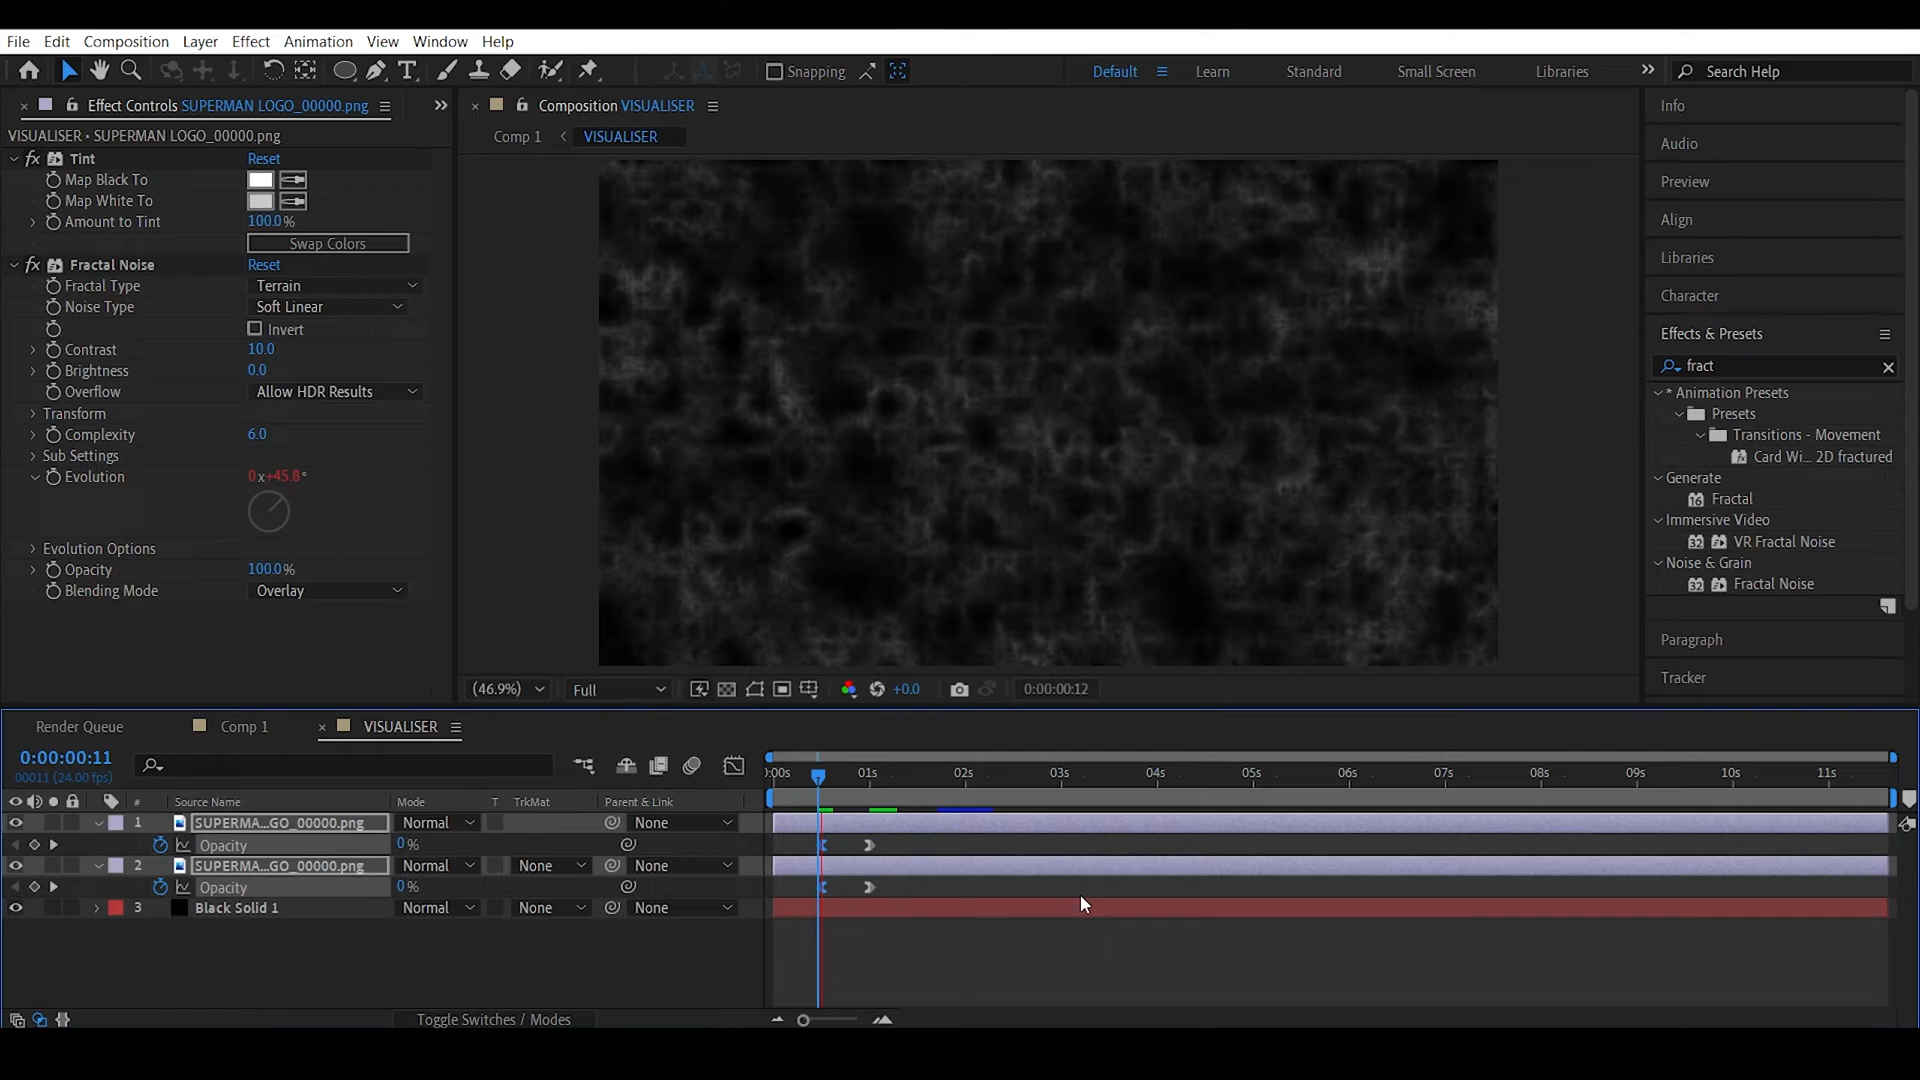 File Edit Composition Layer Effect Animation View Window Help
Snapping Default Learn Standard Small Screen Libraries Search Help
Effect Controls SUPERMAN LOGO_00000.png
VISUALISER • SUPERMAN LOGO_00000.png
fx Tint Reset
Map Black To
Map White To
Amount to Tint 100.0%
Swap Colors
fx Fractal Noise Reset
Fractal Type Terrain
Noise Type Soft Linear
Invert
Contrast 10.0
Brightness 0.0
Overflow Allow HDR Results
Transform
Complexity 6.0
Sub Settings
Evolution 0x+45.8°
Evolution Options
Opacity 100.0%
Blending Mode Overlay
Composition VISUALISER
Comp 1 VISUALISER
(46.9%) Full +0.0 0:00:00:12
Info
Audio
Preview
Align
Libraries
Character
Effects & Presets
fract
* Animation Presets
Presets
Transitions - Movement
Card Wi... 2D fractured
Generate
16 Fractal
Immersive Video
32 VR Fractal Noise
Noise & Grain
32 Fractal Noise
Paragraph
Tracker
Render Queue Comp 1 VISUALISER
0:00:00:11
00011 (24.00 fps)
:00s 01s 02s 03s 04s 05s 06s 07s 08s 09s 10s 11s
# Source Name Mode T TrkMat Parent & Link
1 SUPERMA...GO_00000.png Normal None
Opacity 0%
2 SUPERMA...GO_00000.png Normal None None
Opacity 0%
3 Black Solid 1 Normal None None
Toggle Switches / Modes